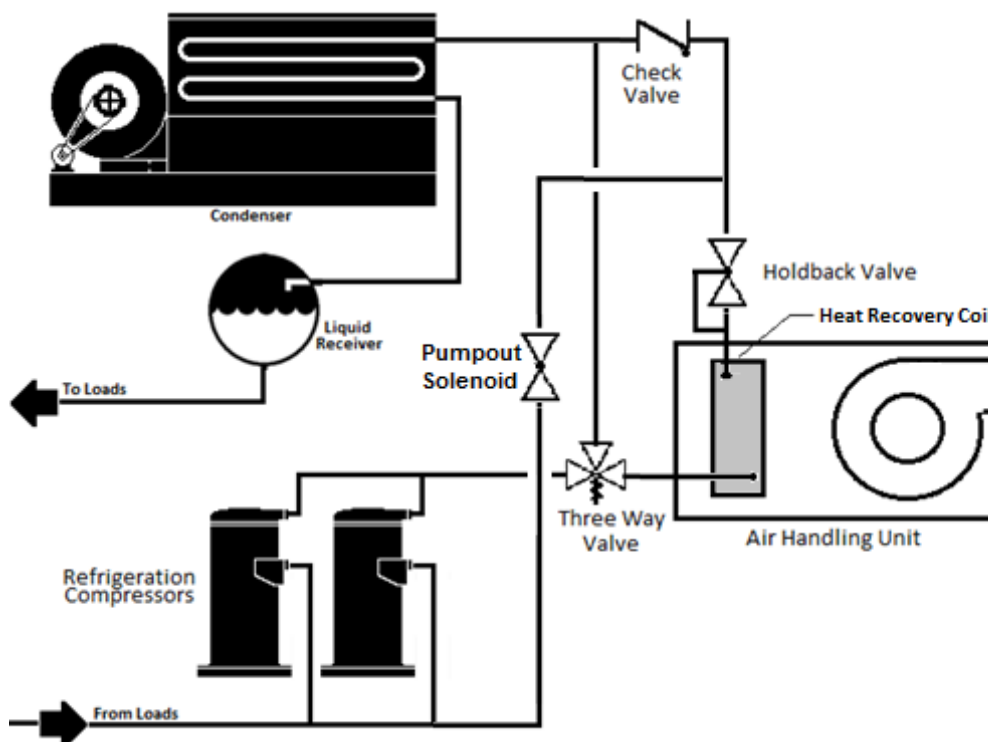 Check
Valve
Condenser
Holdback Valve
Heat Recovery Coi
Liquid
Receiver
Pumpout
Solenoid
To Loads
Three Way
Valve
Air Handling Unit
Refrigeration
Compressors
From Loads